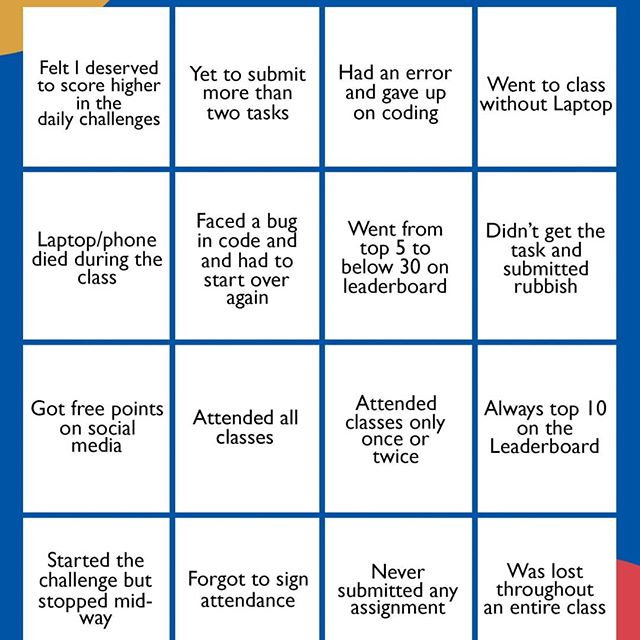 Felt I deserved
to score higher
in the
daily challenges
Yet to submit
more than
two tasks
Had an error
and gave up
on coding
Went to class
without Laptop
Laptop/phone
died during the
class
Faced a bug
in code and
and had to
start over
again
Went from
top 5 to
below 30 on
leaderboard
Didn't get the
task and
submitted
rubbish
Got free points
on social
media
Attended all
classes
Attended
classes only
once or
twice
Always top 10
on the
Leaderboard
Started the
challenge but
stopped mid-
way
Forgot to sign
attendance
Never
submitted any
assignment
Was lost
throughout
an entire class